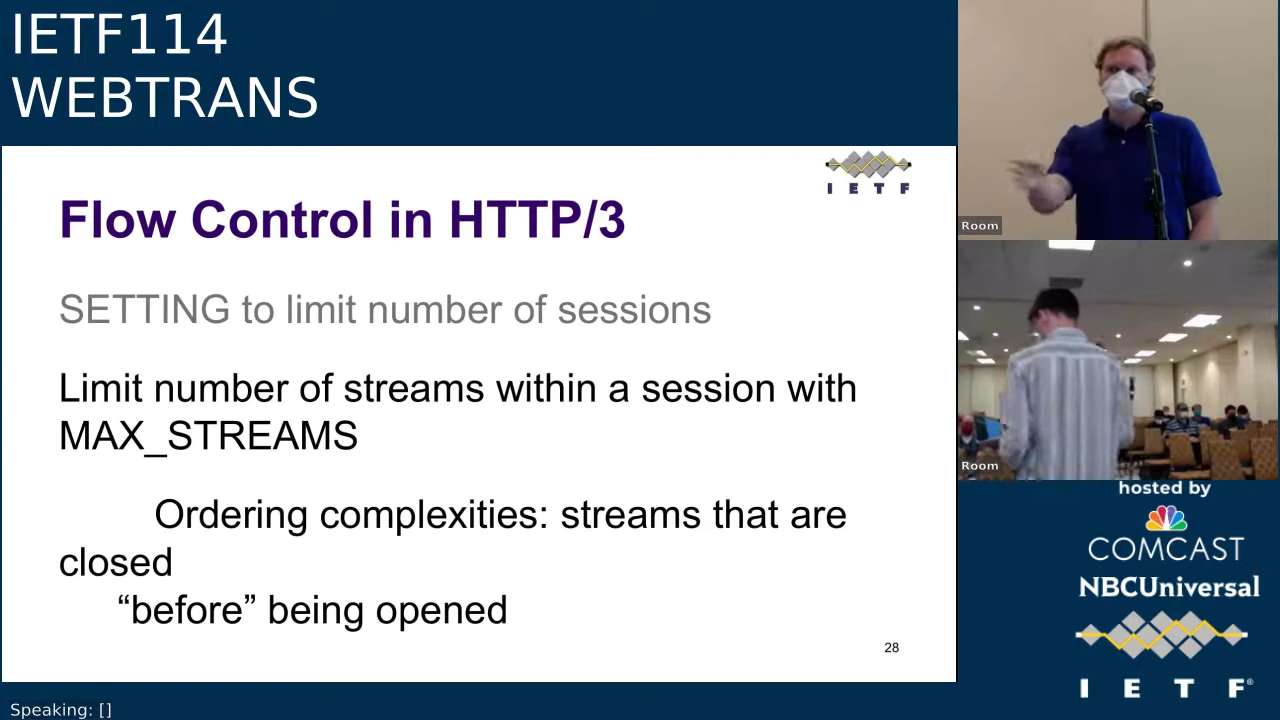 IETF114
WEBTRANS
I E T F
Flow Control in HTTP/3
SETTING to limit number of sessions
Limit number of streams within a session with
MAX_STREAMS
Ordering complexities: streams that are
closed
“before” being opened
28
Room
Room
hosted by
COMCAST
NBCUniversal
I E T F®
Speaking: []